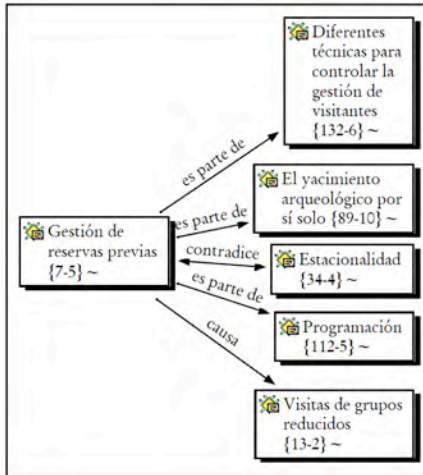 Diferentes
técnicas para
controlar la
gestión de
visitantes
{132-6} ~
es parte de
El yacimiento
arqueológico por
sí solo {89-10} ~
es parte de
Gestión de
reservas previas
{7-5} ~
contradice
Estacionalidad
{34-4} ~
es parte de
Programación
{112-5} ~
causa
Visitas de grupos
reducidos
{13-2} ~